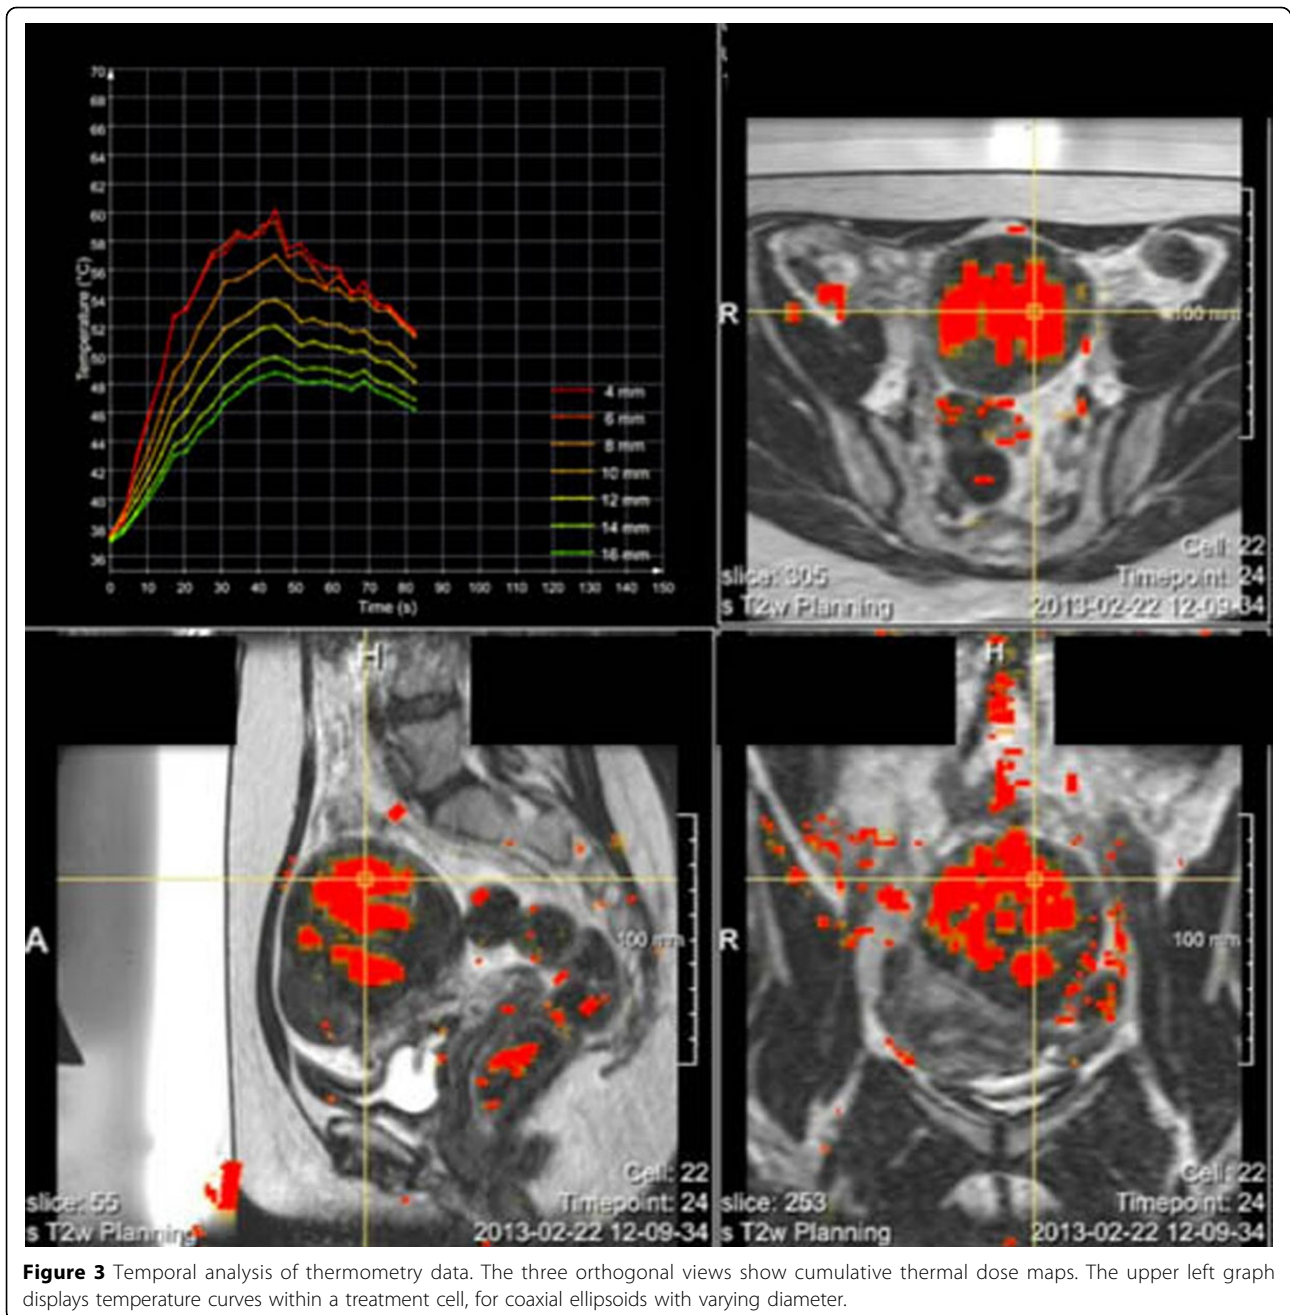 70
68
66
64
62
60
58
56
54
52
50
48
46
44
42
40
38
36
Temperature (°C)
0 10 20 30 40 50 60 70 80 90 100 110 120 130 140 150
Time (s)
4 mm
6 mm
8 mm
10 mm
12 mm
14 mm
16 mm
R
100 mm
Cell: 22
slice: 305 Timepoint: 24
s T2w Planning 2013-02-22 12-09-34
H
A
100 mm
Cell: 22
slice: 55 Timepoint: 24
s T2w Planning 2013-02-22 12-09-34
H
R
100 mm
Cell: 22
slice: 253 Timepoint: 24
s T2w Planning 2013-02-22 12-09-34
Figure 3 Temporal analysis of thermometry data. The three orthogonal views show cumulative thermal dose maps. The upper left graph
displays temperature curves within a treatment cell, for coaxial ellipsoids with varying diameter.